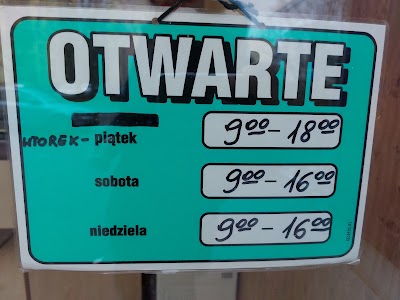 OTWARTE
WTOREK - piątek 9⁰⁰ - 18⁰⁰
sobota 9⁰⁰ - 16⁰⁰
niedziela 9⁰⁰ - 16⁰⁰